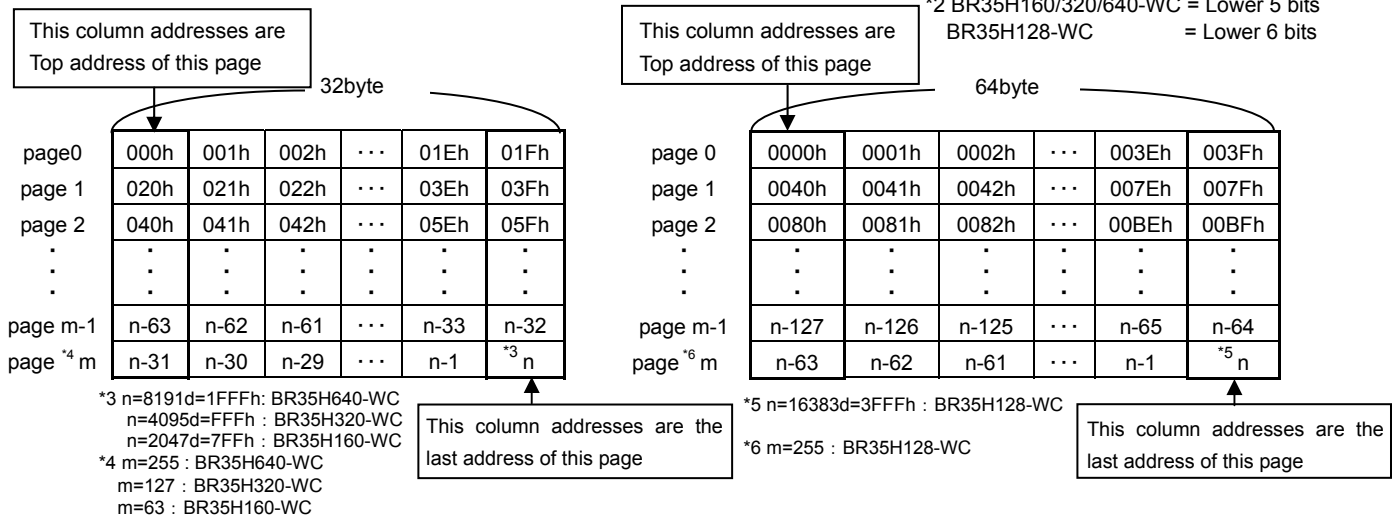 *2 BR35H160/320/640-WC = Lower 5 bits
BR35H128-WC = Lower 6 bits
This column addresses are
Top address of this page
32byte
page0 000h 001h 002h ··· 01Eh 01Fh
page 1 020h 021h 022h ··· 03Eh 03Fh
page 2 040h 041h 042h ··· 05Eh 05Fh
· · · · · · ·
· · · · · · ·
· · · · · · ·
page m-1 n-63 n-62 n-61 ··· n-33 n-32
page *4 m n-31 n-30 n-29 ··· n-1 *3 n
*3 n=8191d=1FFFh: BR35H640-WC
n=4095d=FFFh : BR35H320-WC
n=2047d=7FFh : BR35H160-WC
*4 m=255 : BR35H640-WC
m=127 : BR35H320-WC
m=63 : BR35H160-WC
This column addresses are the
last address of this page
This column addresses are
Top address of this page
64byte
page 0 0000h 0001h 0002h ··· 003Eh 003Fh
page 1 0040h 0041h 0042h ··· 007Eh 007Fh
page 2 0080h 0081h 0082h ··· 00BEh 00BFh
· · · · · · ·
· · · · · · ·
· · · · · · ·
page m-1 n-127 n-126 n-125 ··· n-65 n-64
page *6 m n-63 n-62 n-61 ··· n-1 *5 n
*5 n=16383d=3FFFh : BR35H128-WC
*6 m=255 : BR35H128-WC
This column addresses are the
last address of this page